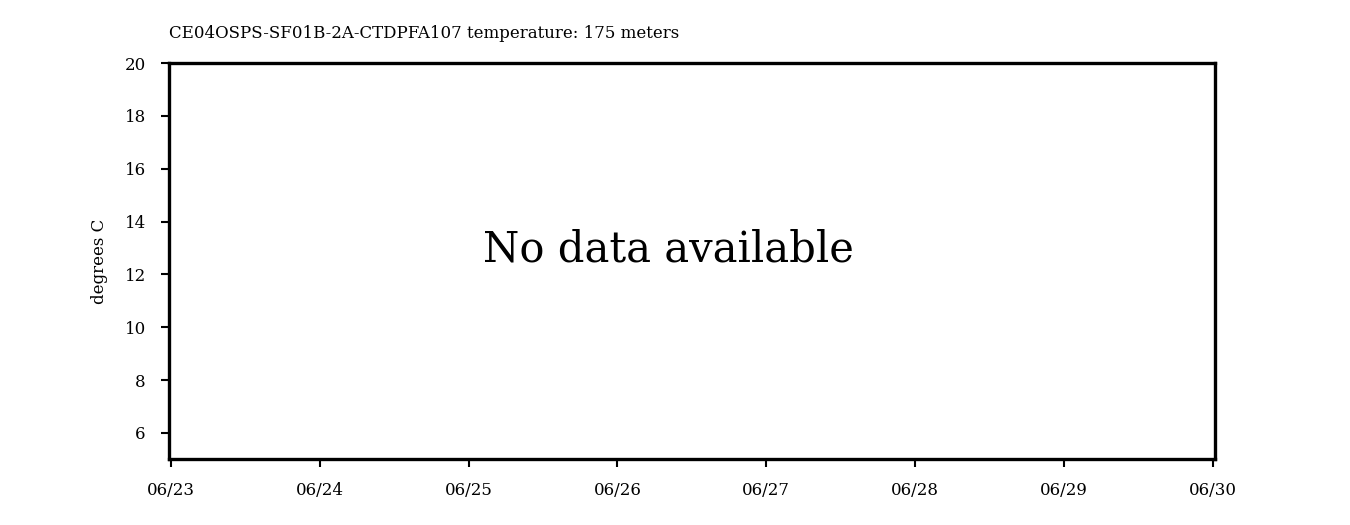 CE04OSPS-SF01B-2A-CTDPFA107 temperature: 175 meters
20
18
16
14
12
10
8
6
degrees C
No data available
06/23 06/24 06/25 06/26 06/27 06/28 06/29 06/30